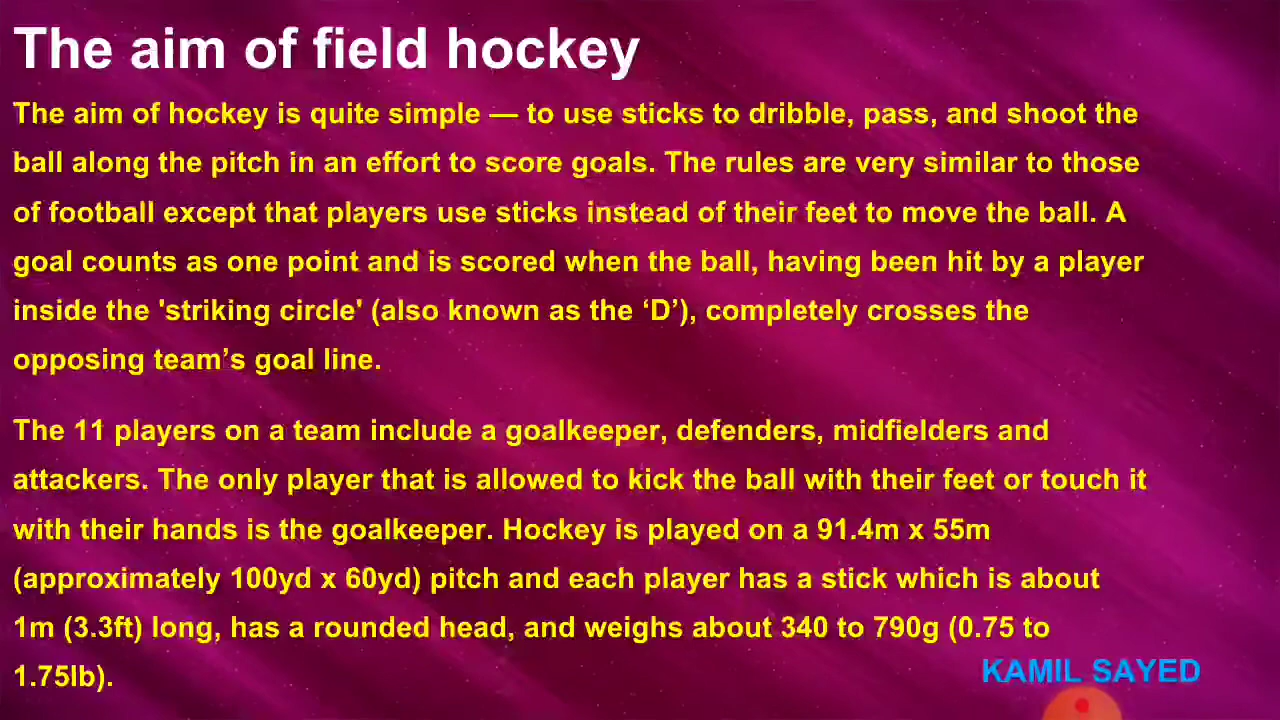 The aim of field hockey
The aim of hockey is quite simple — to use sticks to dribble, pass, and shoot the
ball along the pitch in an effort to score goals. The rules are very similar to those
of football except that players use sticks instead of their feet to move the ball. A
goal counts as one point and is scored when the ball, having been hit by a player
inside the 'striking circle' (also known as the ‘D’), completely crosses the
opposing team’s goal line.
The 11 players on a team include a goalkeeper, defenders, midfielders and
attackers. The only player that is allowed to kick the ball with their feet or touch it
with their hands is the goalkeeper. Hockey is played on a 91.4m x 55m
(approximately 100yd x 60yd) pitch and each player has a stick which is about
1m (3.3ft) long, has a rounded head, and weighs about 340 to 790g (0.75 to
1.75lb).
KAMIL SAYED